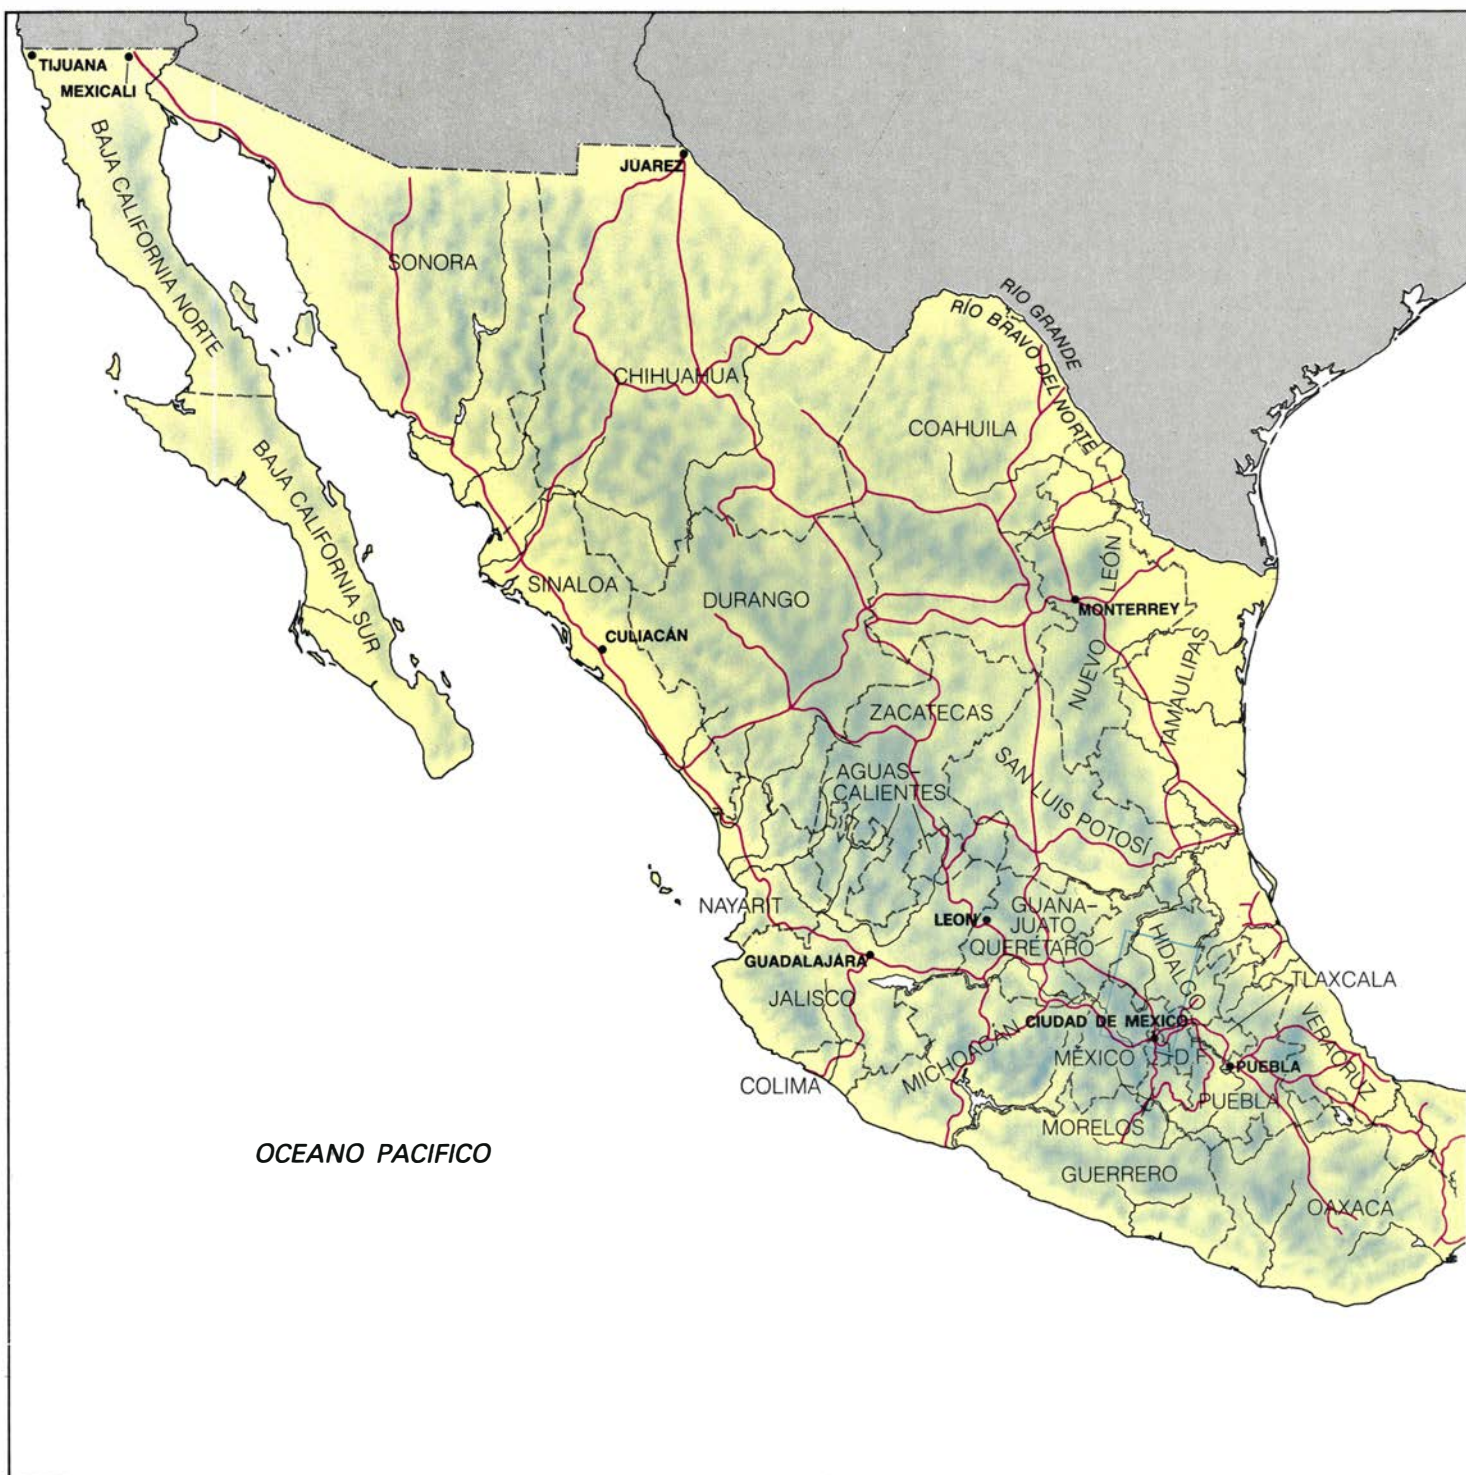 TIJUANA
MEXICALI
BAJA CALIFORNIA NORTE
BAJA CALIFORNIA SUR
JUAREZ
SONORA
CHIHUAHUA
RIO GRANDE
RÍO BRAVO DEL NORTE
COAHUILA
SINALOA
DURANGO
CULIACÁN
NUEVO LEÓN
MONTERREY
TAMAULIPAS
ZACATECAS
AGUAS-
CALIENTES
SAN LUIS POTOSÍ
NAYARIT
LEON
GUANA-
JUATO
QUERÉTARO
HIDALGO
GUADALAJARA
JALISCO
TLAXCALA
CIUDAD DE MEXICO
MICHOACÁN
MÉXICO
D.F.
PUEBLA
VERACRUZ
COLIMA
PUEBLA
MORELOS
GUERRERO
OAXACA
OCEANO PACIFICO